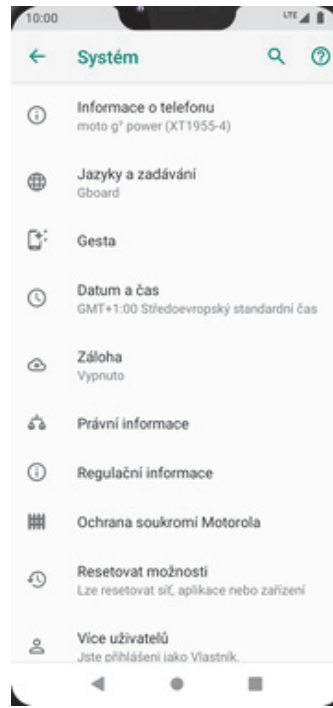 10:00
LTE
Systém
Informace o telefonu
moto g⁷ power (XT1955-4)
Jazyky a zadávání
Gboard
Gesta
Datum a čas
GMT+1:00 Středoevropský standardní čas
Záloha
Vypnuto
Právní informace
Regulační informace
Ochrana soukromí Motorola
Resetovat možnosti
Lze resetovat síť, aplikace nebo zařízení
Více uživatelů
Jste přihlášeni jako Vlastník.